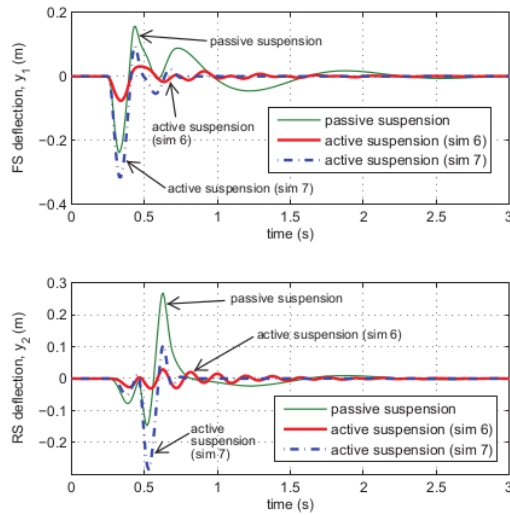 0.2
passive suspension
0
active suspension
(sim 6)
passive suspension
active suspension (sim 6)
active suspension (sim 7)
-0.2
active suspension (sim 7)
-0.4
0 0.5 1 1.5 2 2.5 3
time (s)
FS deflection, y1 (m)
0.3
passive suspension
0.2
active suspension (sim 6)
0.1
0
-0.1
active
suspension
(sim 7)
passive suspension
active suspension (sim 6)
active suspension (sim 7)
-0.2
0 0.5 1 1.5 2 2.5 3
time (s)
RS deflection, y2 (m)